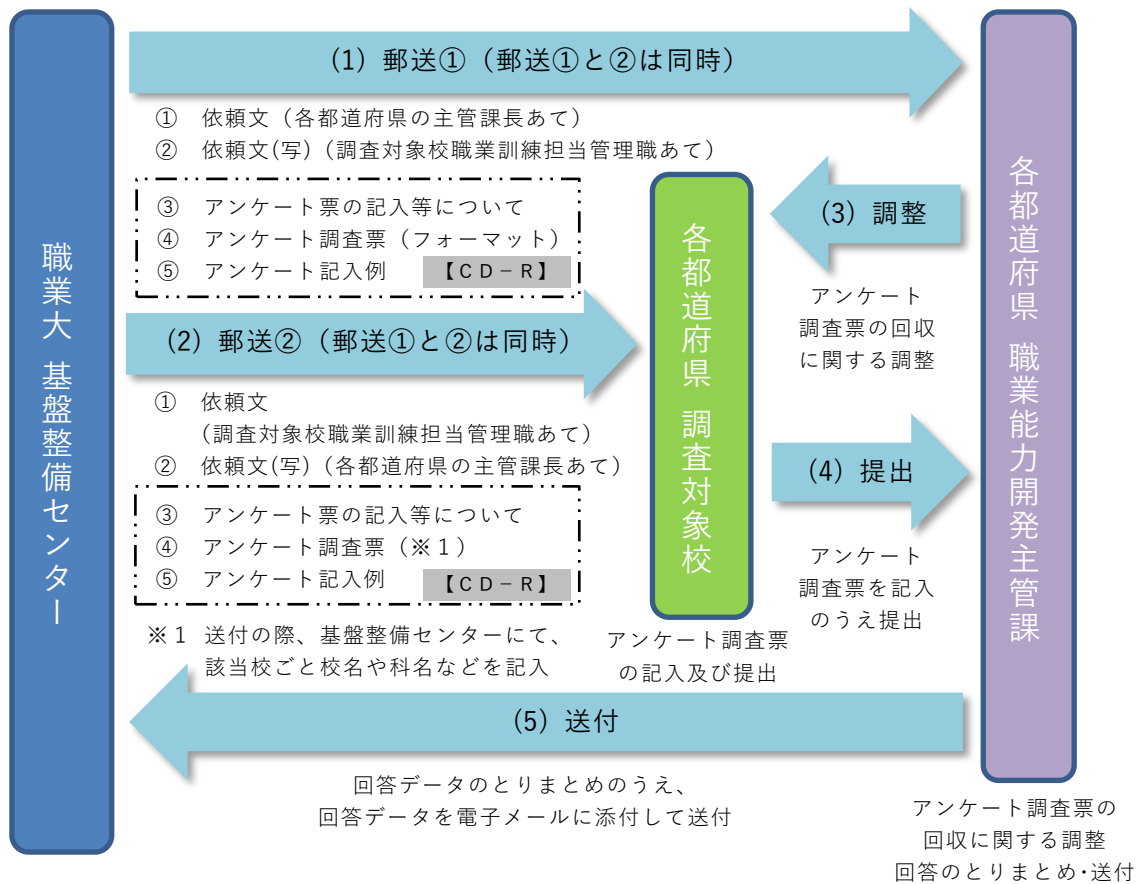 職業大 基盤整備センター
(1) 郵送①（郵送①と②は同時）
① 依頼文（各都道府県の主管課長あて）
② 依頼文(写)（調査対象校職業訓練担当管理職あて）
③ アンケート票の記入等について
④ アンケート調査票（フォーマット）
⑤ アンケート記入例 【ＣＤ－Ｒ】
(2) 郵送②（郵送①と②は同時）
① 依頼文
（調査対象校職業訓練担当管理職あて）
② 依頼文(写)（各都道府県の主管課長あて）
③ アンケート票の記入等について
④ アンケート調査票（※１）
⑤ アンケート記入例 【ＣＤ－Ｒ】
※１ 送付の際、基盤整備センターにて、
該当校ごと校名や科名などを記入
各都道府県 調査対象校
アンケート調査票
の記入及び提出
(3) 調整
アンケート
調査票の回収
に関する調整
(4) 提出
アンケート
調査票を記入
のうえ提出
(5) 送付
回答データのとりまとめのうえ、
回答データを電子メールに添付して送付
各都道府県 職業能力開発主管課
アンケート調査票の
回収に関する調整
回答のとりまとめ・送付